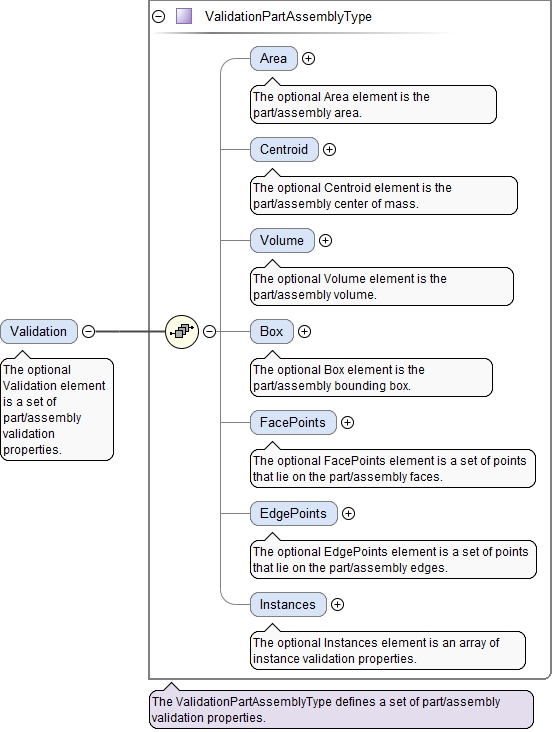 ValidationPartAssemblyType
Area
The optional Area element is the
part/assembly area.
Centroid
The optional Centroid element is the
part/assembly center of mass.
Volume
The optional Volume element is the
part/assembly volume.
Validation
The optional
Validation element
is a set of
part/assembly
validation
properties.
Box
The optional Box element is the
part/assembly bounding box.
FacePoints
The optional FacePoints element is a set of points
that lie on the part/assembly faces.
EdgePoints
The optional EdgePoints element is a set of points
that lie on the part/assembly edges.
Instances
The optional Instances element is an array of
instance validation properties.
The ValidationPartAssemblyType defines a set of part/assembly
validation properties.